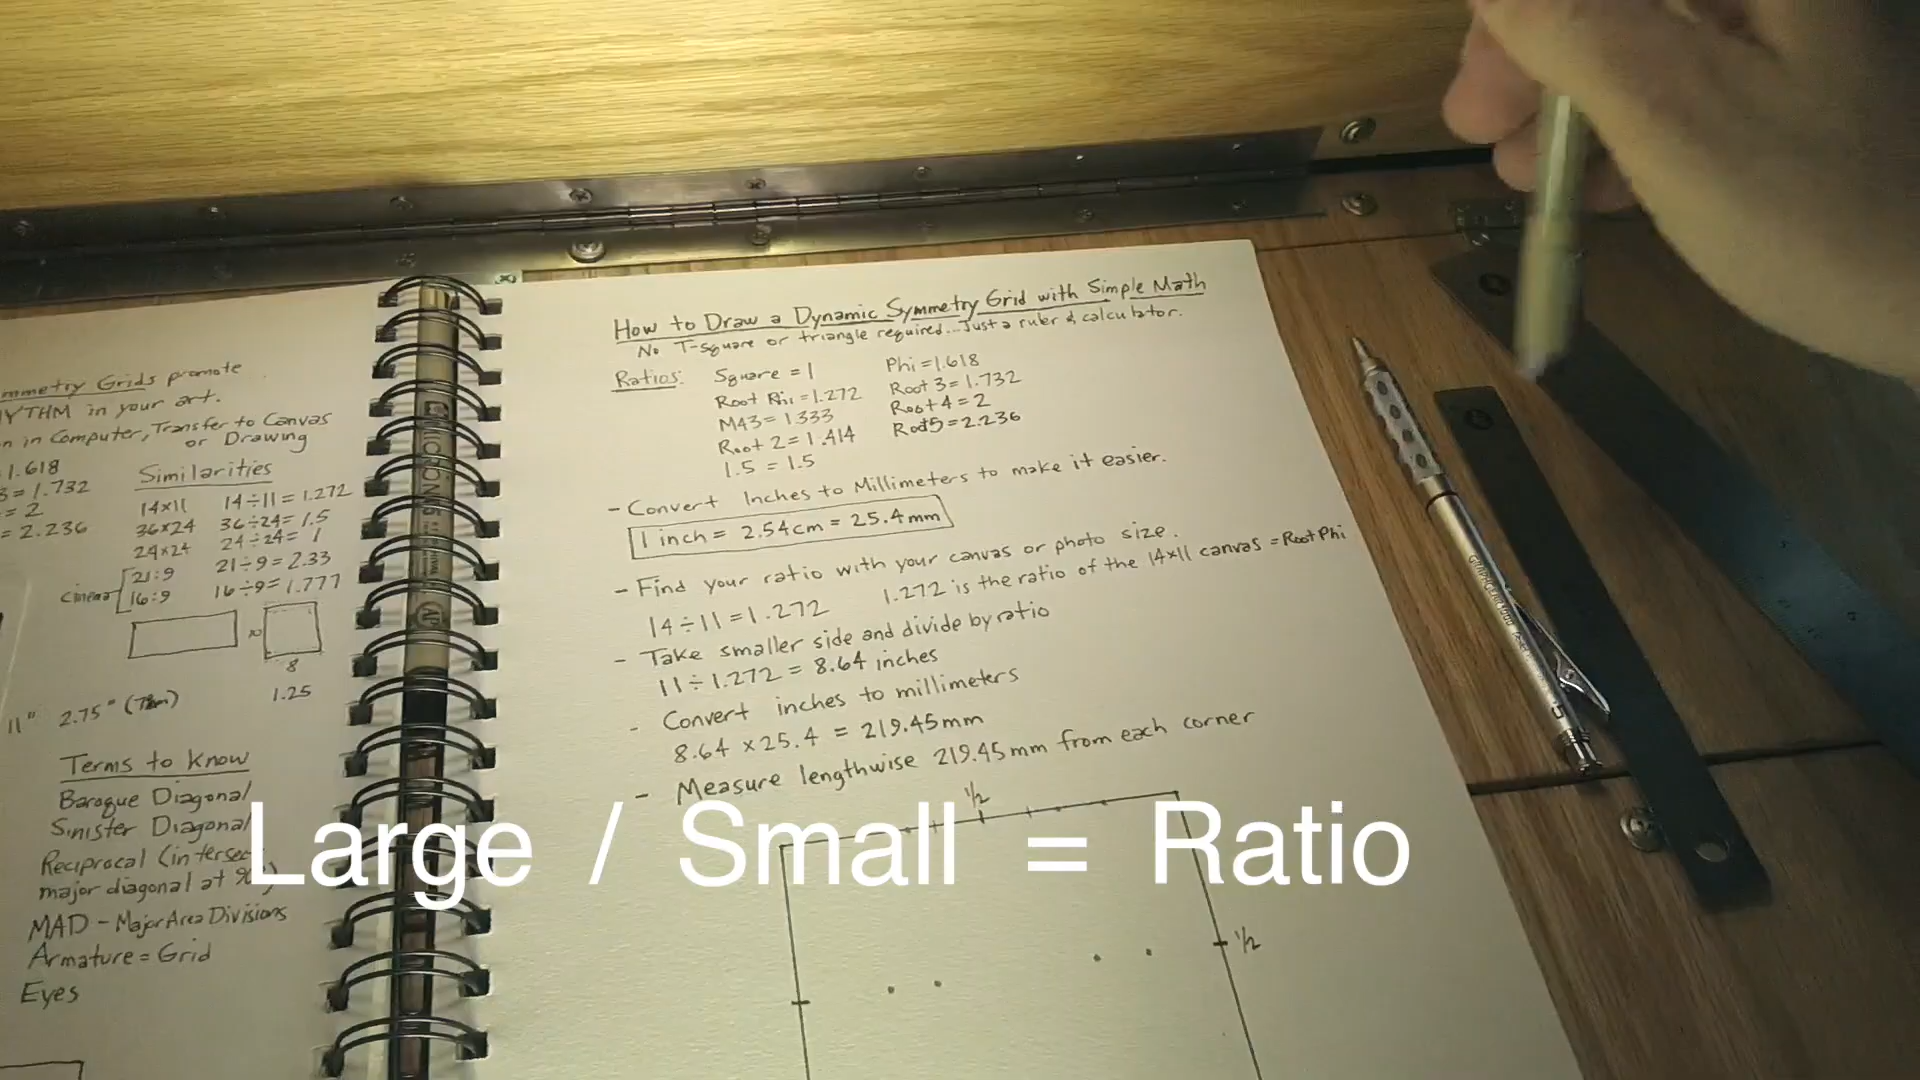 mmetry Grids promote
YTHM in your art.
n in Computer, Transfer to Canvas
or Drawing
1.618
3 = 1.732
= 2
= 2.236
Similarities
14x11 14÷11 = 1.272
36x24 36÷24 = 1.5
24x24 24÷24 = 1
cinema 21:9 21÷9 = 2.33
16:9 16÷9 = 1.777
10
8
11" 2.75" 1.25
Terms to know
Baroque Diagonal
Sinister Diagonal
Reciprocal (intersec
major diagonal at 90)
MAD - Major Area Divisions
Armature = Grid
Eyes
MICRON
How to Draw a Dynamic Symmetry Grid with Simple Math
No T-square or triangle required...Just a ruler & calculator.
Ratios: Square = 1 Phi = 1.618
Root Phi = 1.272 Root 3 = 1.732
M43 = 1.333 Root 4 = 2
Root 2 = 1.414 Root 5 = 2.236
1.5 = 1.5
- Convert Inches to Millimeters to make it easier.
1 inch = 2.54cm = 25.4mm
- Find your ratio with your canvas or photo size.
14÷11 = 1.272 1.272 is the ratio of the 14x11 canvas = Root Phi
- Take smaller side and divide by ratio
11÷1.272 = 8.64 inches
- Convert inches to millimeters
8.64 x 25.4 = 219.45mm
- Measure lengthwise 219.45mm from each corner
1/2
1/2
Large / Small = Ratio